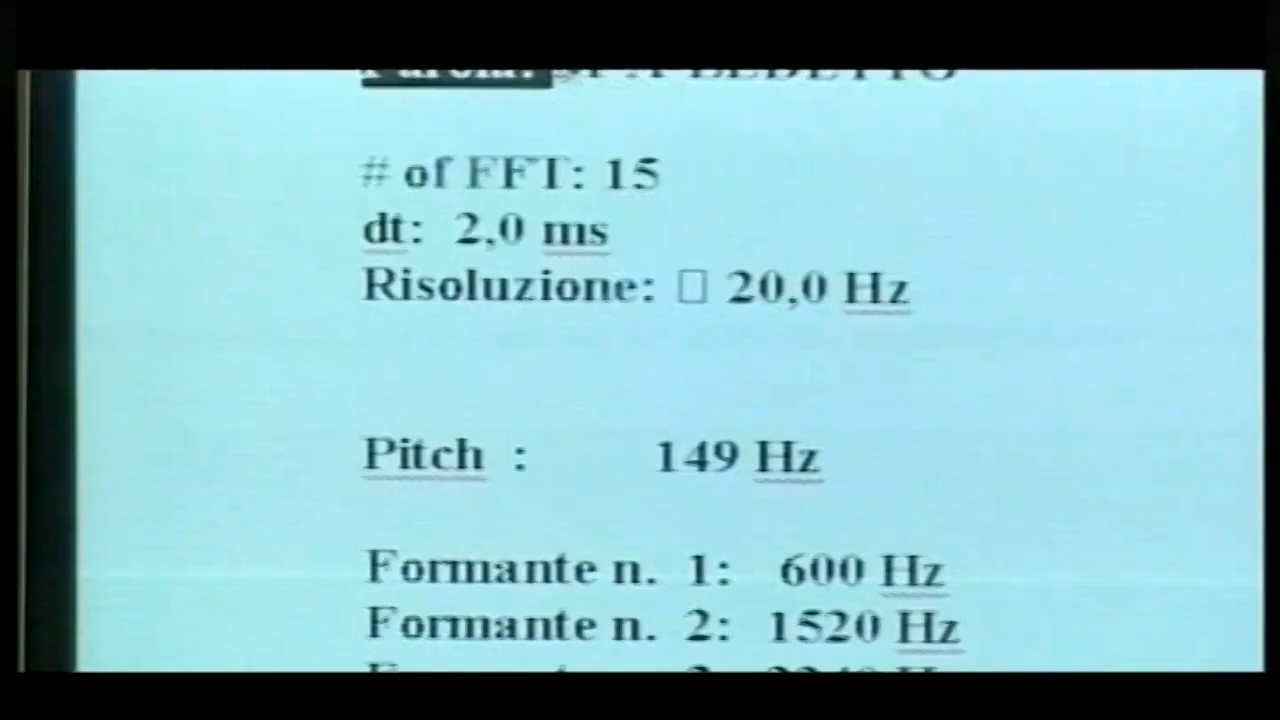 Parola:
# of FFT: 15
dt: 2,0 ms
Risoluzione: □ 20,0 Hz
Pitch : 149 Hz
Formante n. 1: 600 Hz
Formante n. 2: 1520 Hz